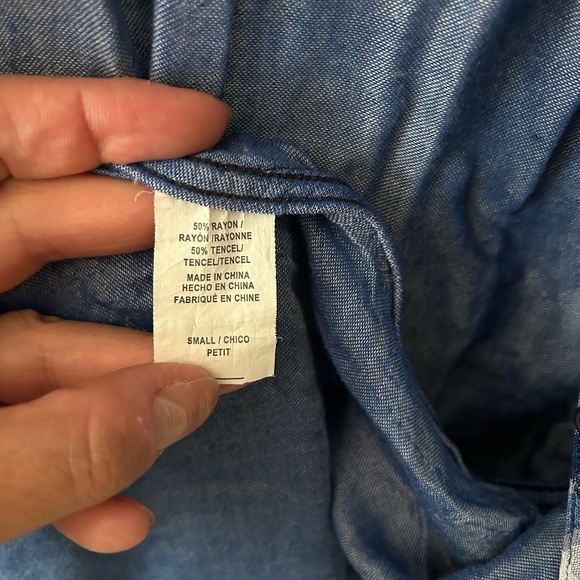 50% RAYON /
RAYÓN /RAYONNE
50% TENCEL/
TENCEL/TENCEL
MADE IN CHINA
HECHO EN CHINA
FABRIQUÉ EN CHINE
SMALL / CHICO
PETIT